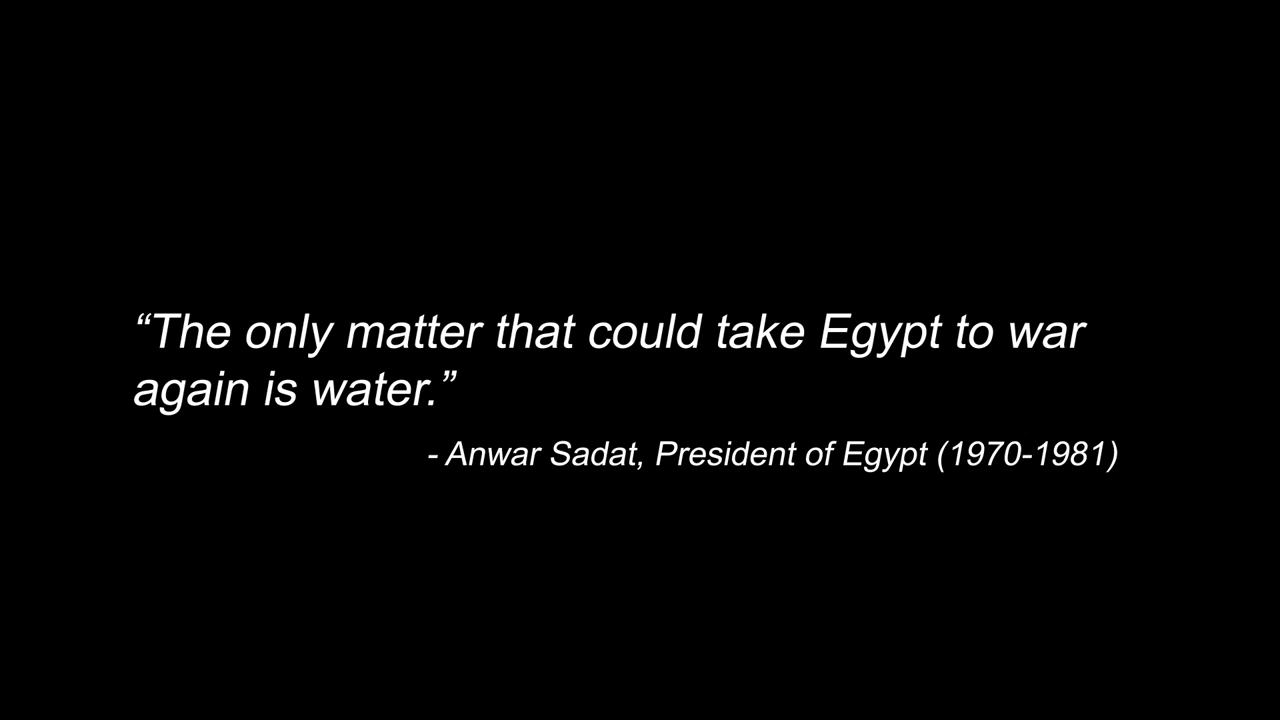 “The only matter that could take Egypt to war
again is water.”
- Anwar Sadat, President of Egypt (1970-1981)